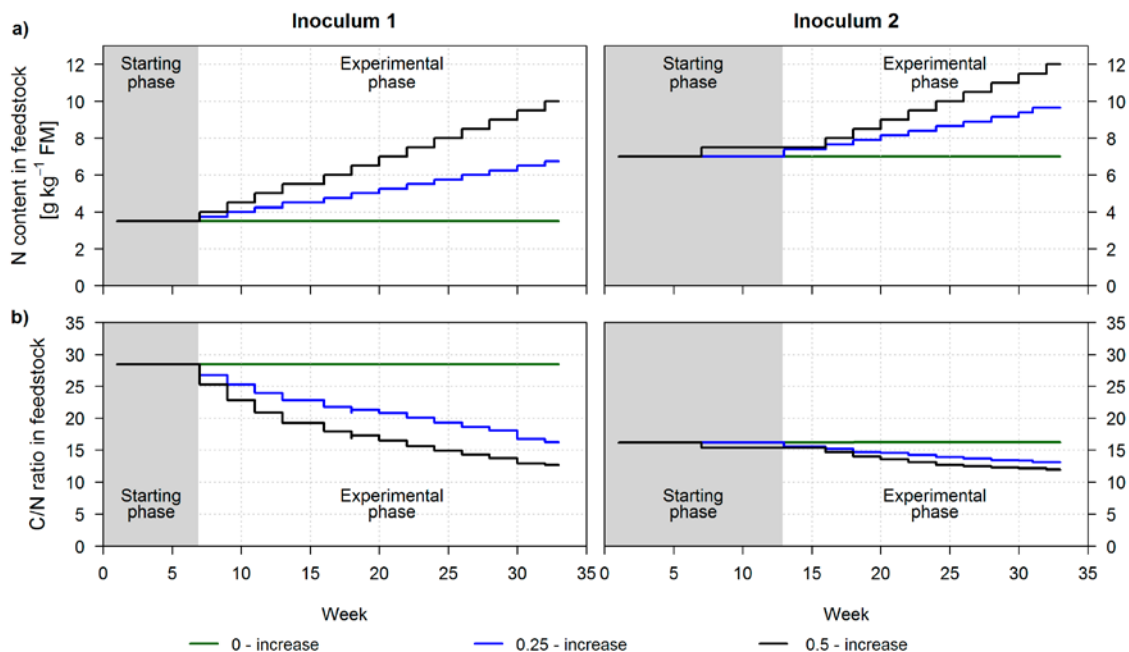 Inoculum 1
Inoculum 2
a)
N content in feedstock
[g kg⁻¹ FM]
12
10
8
6
4
2
0
Starting
phase
Experimental
phase
Starting
phase
Experimental
phase
12
10
8
6
4
2
0
b)
C/N ratio in feedstock
35
30
25
20
15
10
5
0
Starting
phase
Experimental
phase
Starting
phase
Experimental
phase
35
30
25
20
15
10
5
0
0 5 10 15 20 25 30 35
0 5 10 15 20 25 30 35
Week
Week
0 - increase
0.25 - increase
0.5 - increase